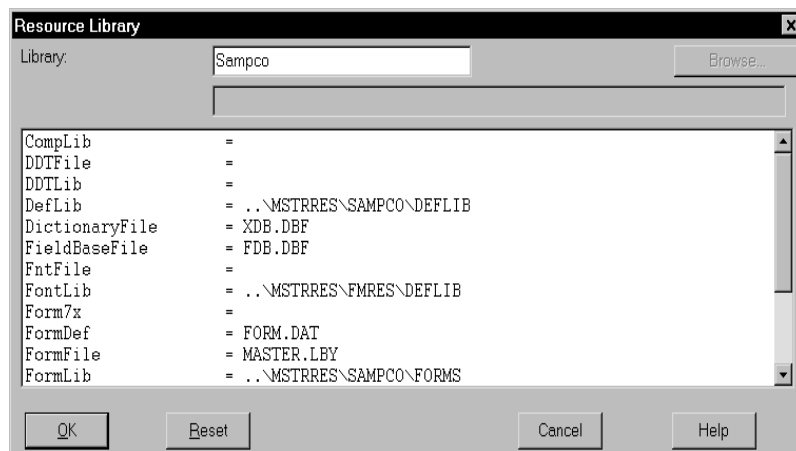 Resource Library
Library: Sampco Browse...
CompLib =
DDTFile =
DDTLib =
DefLib = ..\MSTRRES\SAMPCO\DEFLIB
DictionaryFile = XDB.DBF
FieldBaseFile = FDB.DBF
FntFile =
FontLib = ..\MSTRRES\FMRES\DEFLIB
Form7x =
FormDef = FORM.DAT
FormFile = MASTER.LBY
FormLib = ..\MSTRRES\SAMPCO\FORMS
OK Reset Cancel Help